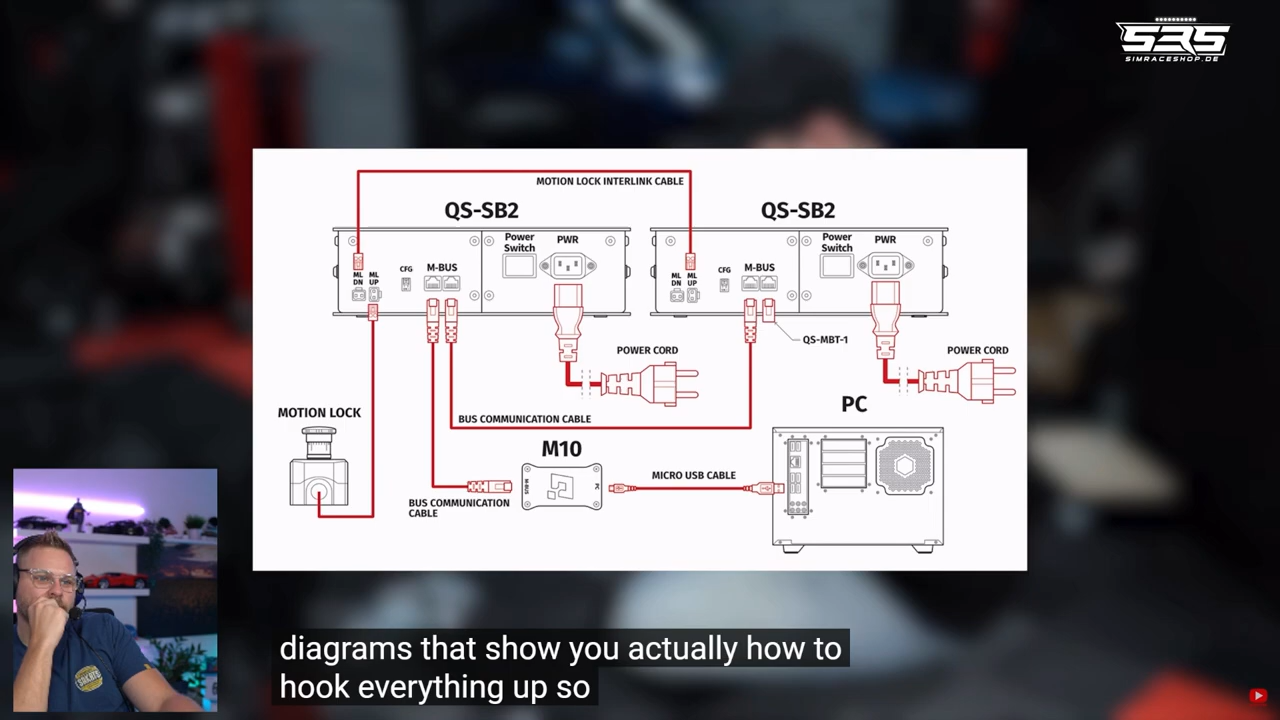 SRS
SIMRACESHOP.DE
MOTION LOCK INTERLINK CABLE
QS-SB2
QS-SB2
Power
Switch
PWR
Power
Switch
PWR
ML
DN
ML
UP
CFG
M-BUS
ML
DN
ML
UP
CFG
M-BUS
QS-MBT-1
POWER CORD
POWER CORD
MOTION LOCK
BUS COMMUNICATION CABLE
PC
M10
M-BUS
PC
MICRO USB CABLE
BUS COMMUNICATION
CABLE
diagrams that show you actually how to
hook everything up so